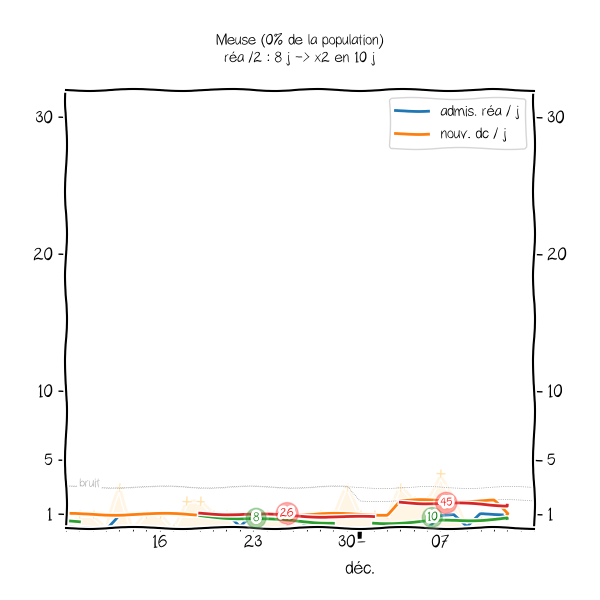 Meuse (0% de la population)
réa /2 : 8 j -> x2 en 10 j
admis. réa / j
nouv. dc / j
30 30
20 20
10 10
5 5
bruit
45
26
8 10
1 1
16 23 30 07
déc.